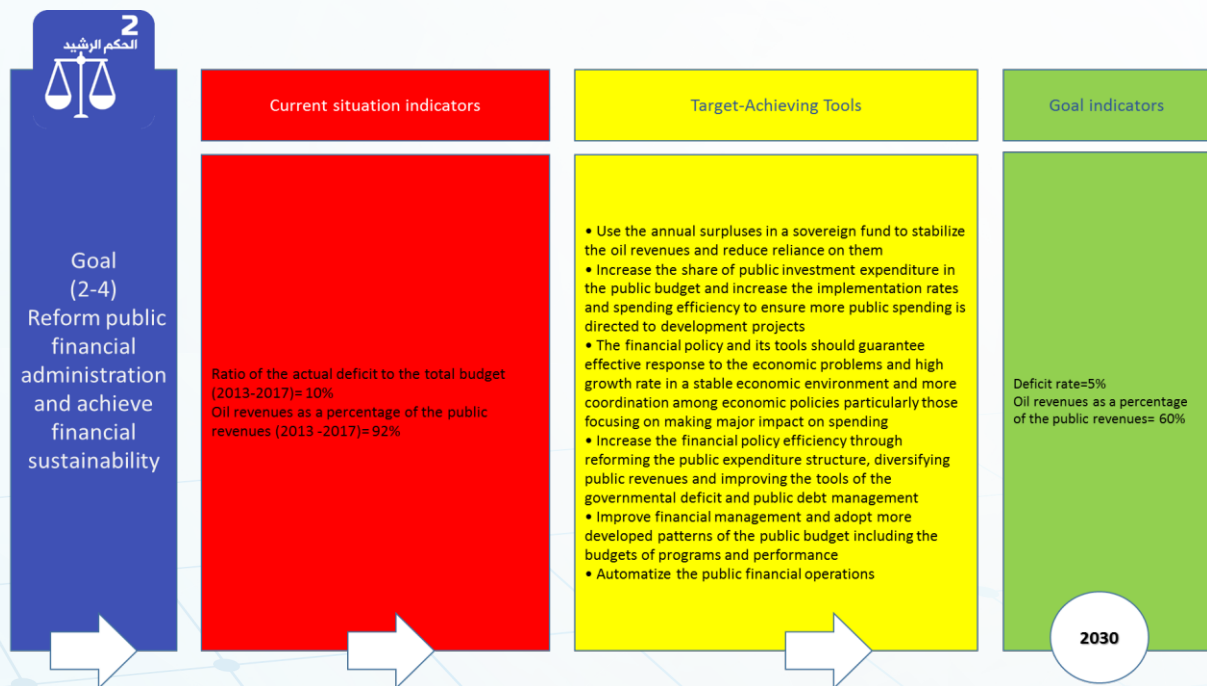 2
الحكم الرشيد
Goal
(2-4)
Reform public
financial
administration
and achieve
financial
sustainability
Current situation indicators
Ratio of the actual deficit to the total budget
(2013-2017)= 10%
Oil revenues as a percentage of the public
revenues (2013 -2017)= 92%
Target-Achieving Tools
• Use the annual surpluses in a sovereign fund to stabilize
the oil revenues and reduce reliance on them
• Increase the share of public investment expenditure in
the public budget and increase the implementation rates
and spending efficiency to ensure more public spending is
directed to development projects
• The financial policy and its tools should guarantee
effective response to the economic problems and high
growth rate in a stable economic environment and more
coordination among economic policies particularly those
focusing on making major impact on spending
• Increase the financial policy efficiency through
reforming the public expenditure structure, diversifying
public revenues and improving the tools of the
governmental deficit and public debt management
• Improve financial management and adopt more
developed patterns of the public budget including the
budgets of programs and performance
• Automatize the public financial operations
Goal indicators
Deficit rate=5%
Oil revenues as a percentage
of the public revenues= 60%
2030